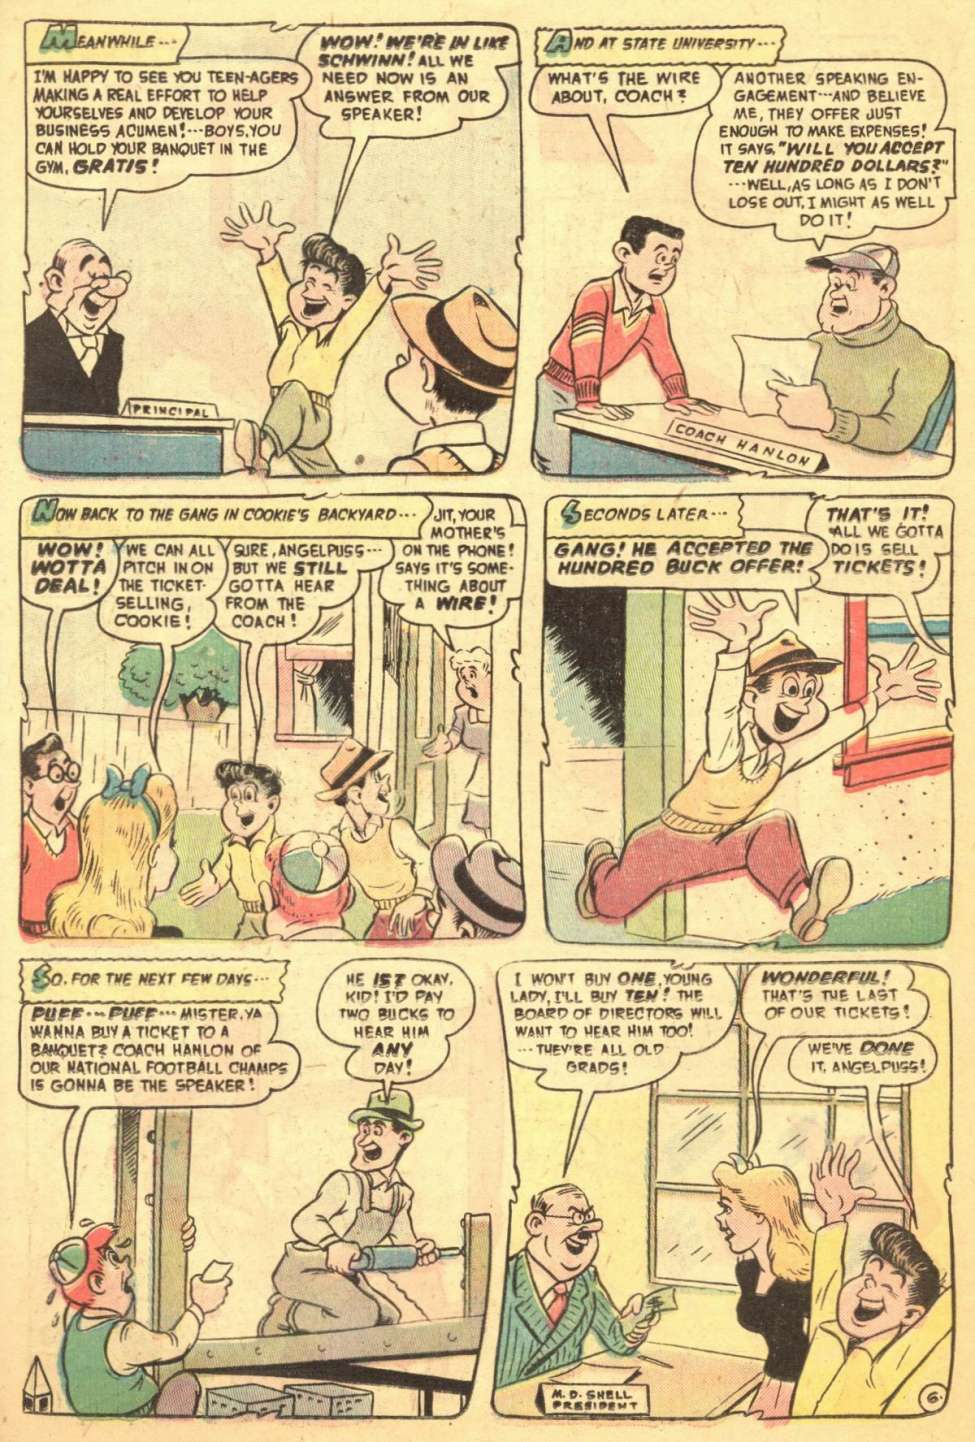 MEANWHILE...
I'M HAPPY TO SEE YOU TEEN-AGERS
MAKING A REAL EFFORT TO HELP
YOURSELVES AND DEVELOP YOUR
BUSINESS ACUMEN!...BOYS, YOU
CAN HOLD YOUR BANQUET IN THE
GYM, GRATIS!
WOW! WE'RE IN LIKE
SCHWINN! ALL WE
NEED NOW IS AN
ANSWER FROM OUR
SPEAKER!
PRINCIPAL
AND AT STATE UNIVERSITY...
WHAT'S THE WIRE
ABOUT, COACH?
ANOTHER SPEAKING EN-
GAGEMENT...AND BELIEVE
ME, THEY OFFER JUST
ENOUGH TO MAKE EXPENSES!
IT SAYS, "WILL YOU ACCEPT
TEN HUNDRED DOLLARS?"
...WELL, AS LONG AS I DON'T
LOSE OUT, I MIGHT AS WELL
DO IT!
COACH HANLON
NOW BACK TO THE GANG IN COOKIE'S BACKYARD...
WOW!
WOTTA
DEAL!
WE CAN ALL
PITCH IN ON
THE TICKET-
SELLING,
COOKIE!
SURE, ANGELPUSS...
BUT WE STILL
GOTTA HEAR
FROM THE
COACH!
JIT, YOUR
MOTHER'S
ON THE PHONE!
SAYS IT'S SOME-
THING ABOUT
A WIRE!
SECONDS LATER...
GANG! HE ACCEPTED THE
HUNDRED BUCK OFFER!
THAT'S IT!
ALL WE GOTTA
DO IS SELL
TICKETS!
SO, FOR THE NEXT FEW DAYS...
PUFF...PUFF...MISTER, YA
WANNA BUY A TICKET TO A
BANQUET? COACH HANLON OF
OUR NATIONAL FOOTBALL CHAMPS
IS GONNA BE THE SPEAKER!
HE IS? OKAY,
KID! I'D PAY
TWO BUCKS TO
HEAR HIM
ANY
DAY!
I WON'T BUY ONE, YOUNG
LADY, I'LL BUY TEN! THE
BOARD OF DIRECTORS WILL
WANT TO HEAR HIM TOO!
...THEY'RE ALL OLD
GRADS!
WONDERFUL!
THAT'S THE LAST
OF OUR TICKETS!
WE'VE DONE
IT, ANGELPUSS!
M. D. SHELL
PRESIDENT
6.